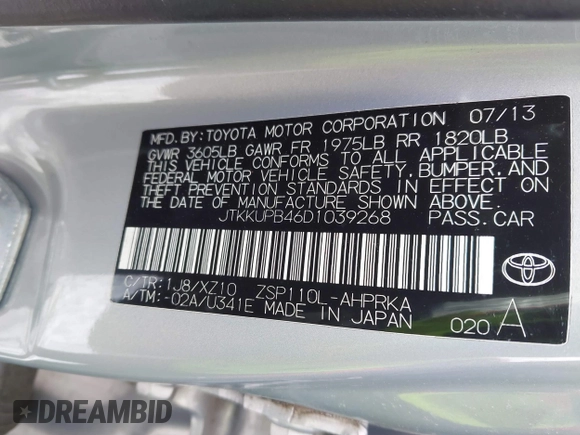 MFD.BY:TOYOTA MOTOR CORPORATION 07/13
GVWR 3605LB GAWR FR 1975LB RR 1820LB
THIS VEHICLE CONFORMS TO ALL APPLICABLE
FEDERAL MOTOR VEHICLE SAFETY,BUMPER,AND
THEFT PREVENTION STANDARDS IN EFFECT ON
THE DATE OF MANUFACTURE SHOWN ABOVE.
JTKKUPB46D1039268 PASS.CAR
C/TR:1J8/XZ10 ZSP110L-AHPRKA
A/TM:-02A/U341E MADE IN JAPAN
020 A
TOYOTA
DREAMBID